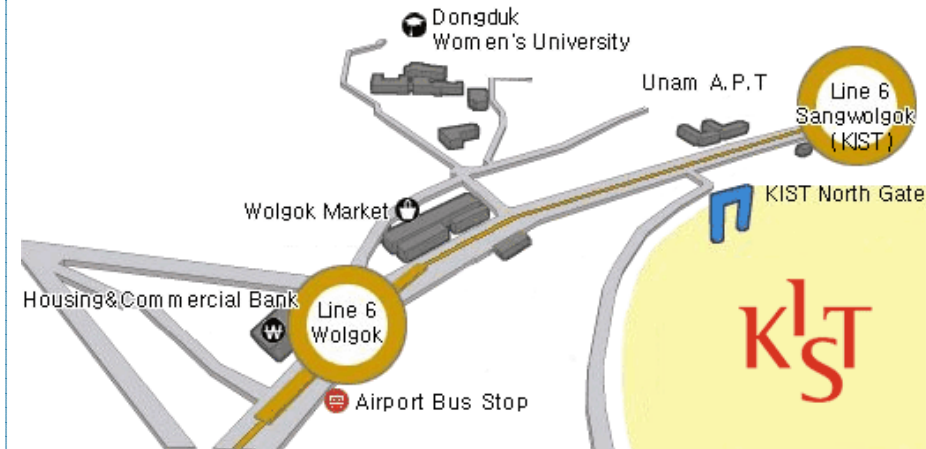 Dongduk
Women's University
Unam A.P.T
Line 6
Sangwolgok
(KIST)
KIST North Gate
Wolgok Market
Housing&Commercial Bank
₩
Line 6
Wolgok
KIST
Airport Bus Stop